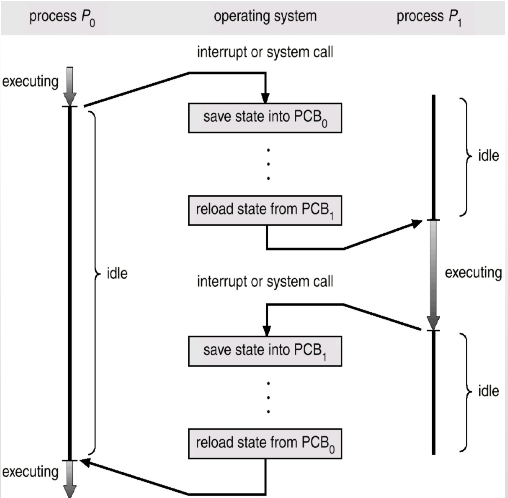 process P0
operating system
process P1
interrupt or system call
executing
save state into PCB0
idle
reload state from PCB1
idle
interrupt or system call
executing
save state into PCB1
idle
reload state from PCB0
executing